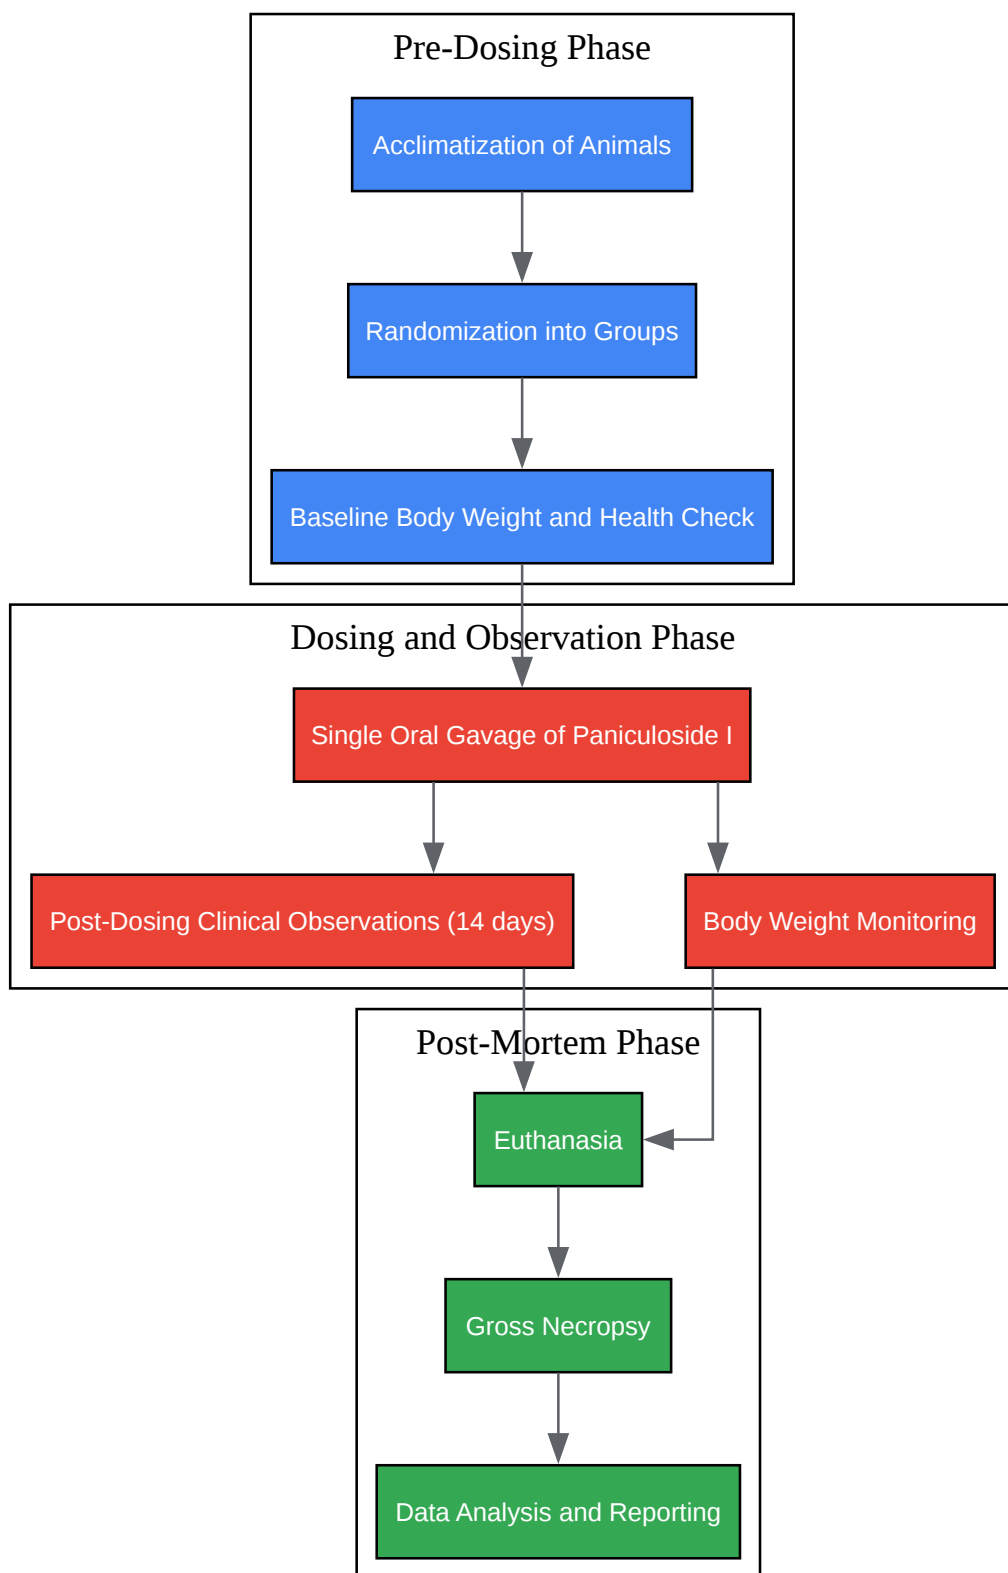 Pre-Dosing Phase
Acclimatization of Animals
Randomization into Groups
Baseline Body Weight and Health Check
Dosing and Observation Phase
Single Oral Gavage of Paniculoside I
Post-Dosing Clinical Observations (14 days)
Body Weight Monitoring
Post-Mortem Phase
Euthanasia
Gross Necropsy
Data Analysis and Reporting